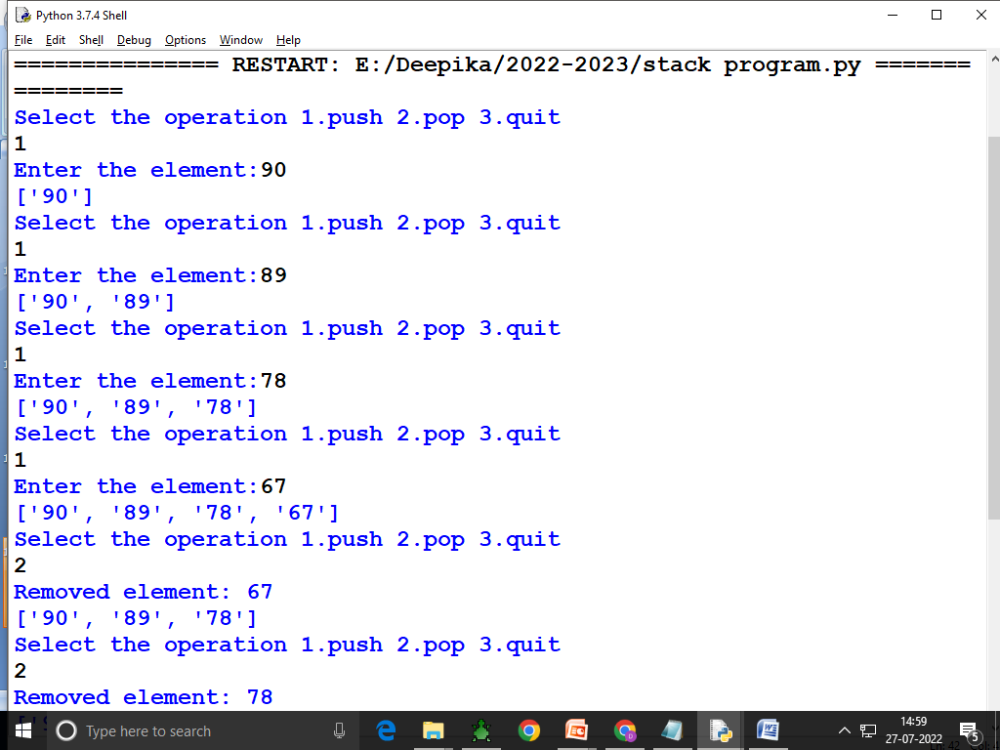 Python 3.7.4 Shell
File Edit Shell Debug Options Window Help
=============== RESTART: E:/Deepika/2022-2023/stack program.py =======
========
Select the operation 1.push 2.pop 3.quit
1
Enter the element:90
['90']
Select the operation 1.push 2.pop 3.quit
1
Enter the element:89
['90', '89']
Select the operation 1.push 2.pop 3.quit
1
Enter the element:78
['90', '89', '78']
Select the operation 1.push 2.pop 3.quit
1
Enter the element:67
['90', '89', '78', '67']
Select the operation 1.push 2.pop 3.quit
2
Removed element: 67
['90', '89', '78']
Select the operation 1.push 2.pop 3.quit
2
Removed element: 78
Type here to search
14:59
27-07-2022
5